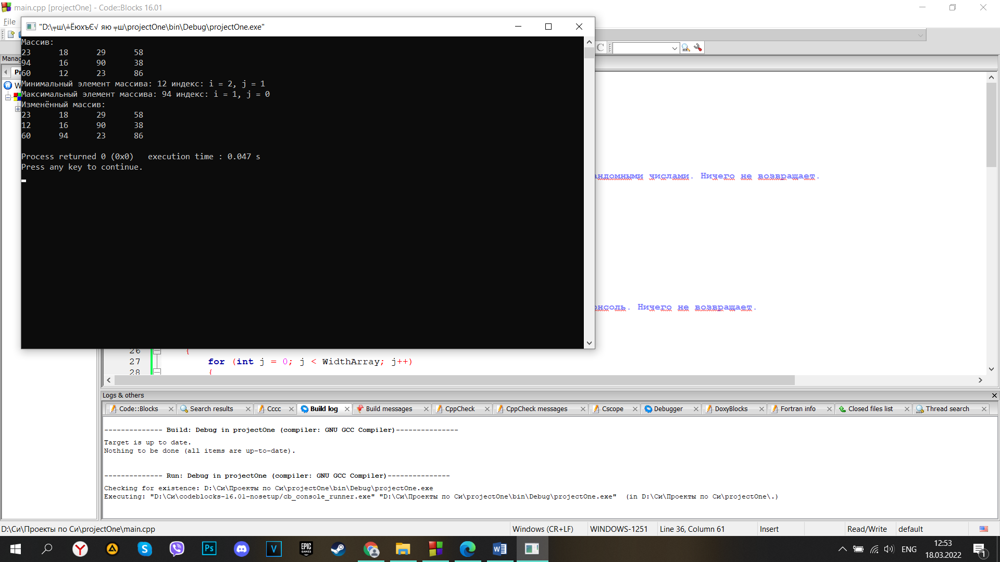 main.cpp [projectOne] - Code::Blocks 16.01
File
"D:\╤ш\╧ЁюхъЄ√ яю ╤ш\projectOne\bin\Debug\projectOne.exe"
Массив:
23 18 29 58
94 16 90 38
60 12 23 86
Минимальный элемент массива: 12 индекс: i = 2, j = 1
Максимальный элемент массива: 94 индекс: i = 1, j = 0
Изменённый массив:
23 18 29 58
12 16 90 38
60 94 23 86
Process returned 0 (0x0) execution time : 0.047 s
Press any key to continue.
Manag
Pr
W
C
андомными числами. Ничего не возвращает.
онсоль. Ничего не возвращает.
26 {
27 for (int j = 0; j < WidthArray; j++)
28 {
Logs & others
Code::Blocks Search results Cccc Build log Build messages CppCheck CppCheck messages Cscope Debugger DoxyBlocks Fortran info Closed files list Thread search
-------------- Build: Debug in projectOne (compiler: GNU GCC Compiler)---------------
Target is up to date.
Nothing to be done (all items are up-to-date).
-------------- Run: Debug in projectOne (compiler: GNU GCC Compiler)---------------
Checking for existence: D:\Си\Проекты по Си\projectOne\bin\Debug\projectOne.exe
Executing: "D:\Си\codeblocks-16.01-nosetup/cb_console_runner.exe" "D:\Си\Проекты по Си\projectOne\bin\Debug\projectOne.exe" (in D:\Си\Проекты по Си\projectOne\.)
D:\Си\Проекты по Си\projectOne\main.cpp Windows (CR+LF) WINDOWS-1251 Line 36, Column 61 Insert Read/Write default
Ps
V
EPIC GAMES
ENG
12:53
18.03.2022
1